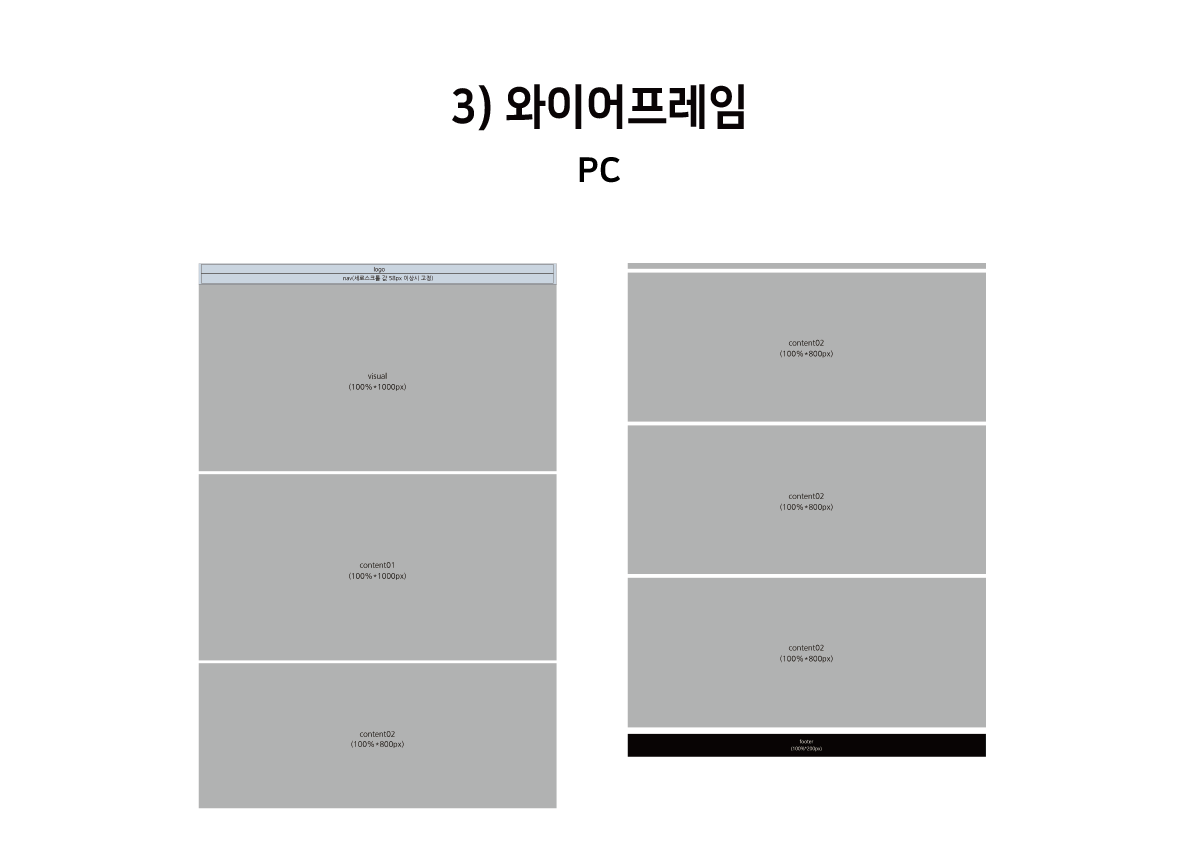 3) 와이어프레임
PC
logo
nav(세로스크롤 값 58px 이상시 고정)
visual
(100%*1000px)
content01
(100%*1000px)
content02
(100%*800px)
content02
(100%*800px)
content02
(100%*800px)
content02
(100%*800px)
footer
(100%*200px)